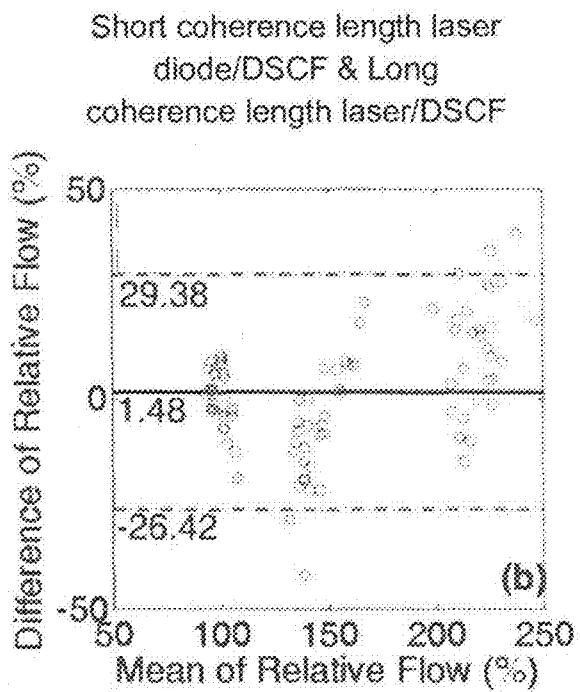 Short coherence length laser
diode/DSCF & Long
coherence length laser/DSCF
Difference of Relative Flow (%)
50
29.38
0
1.48
-26.42
(b)
-50
50 100 150 200 250
Mean of Relative Flow (%)